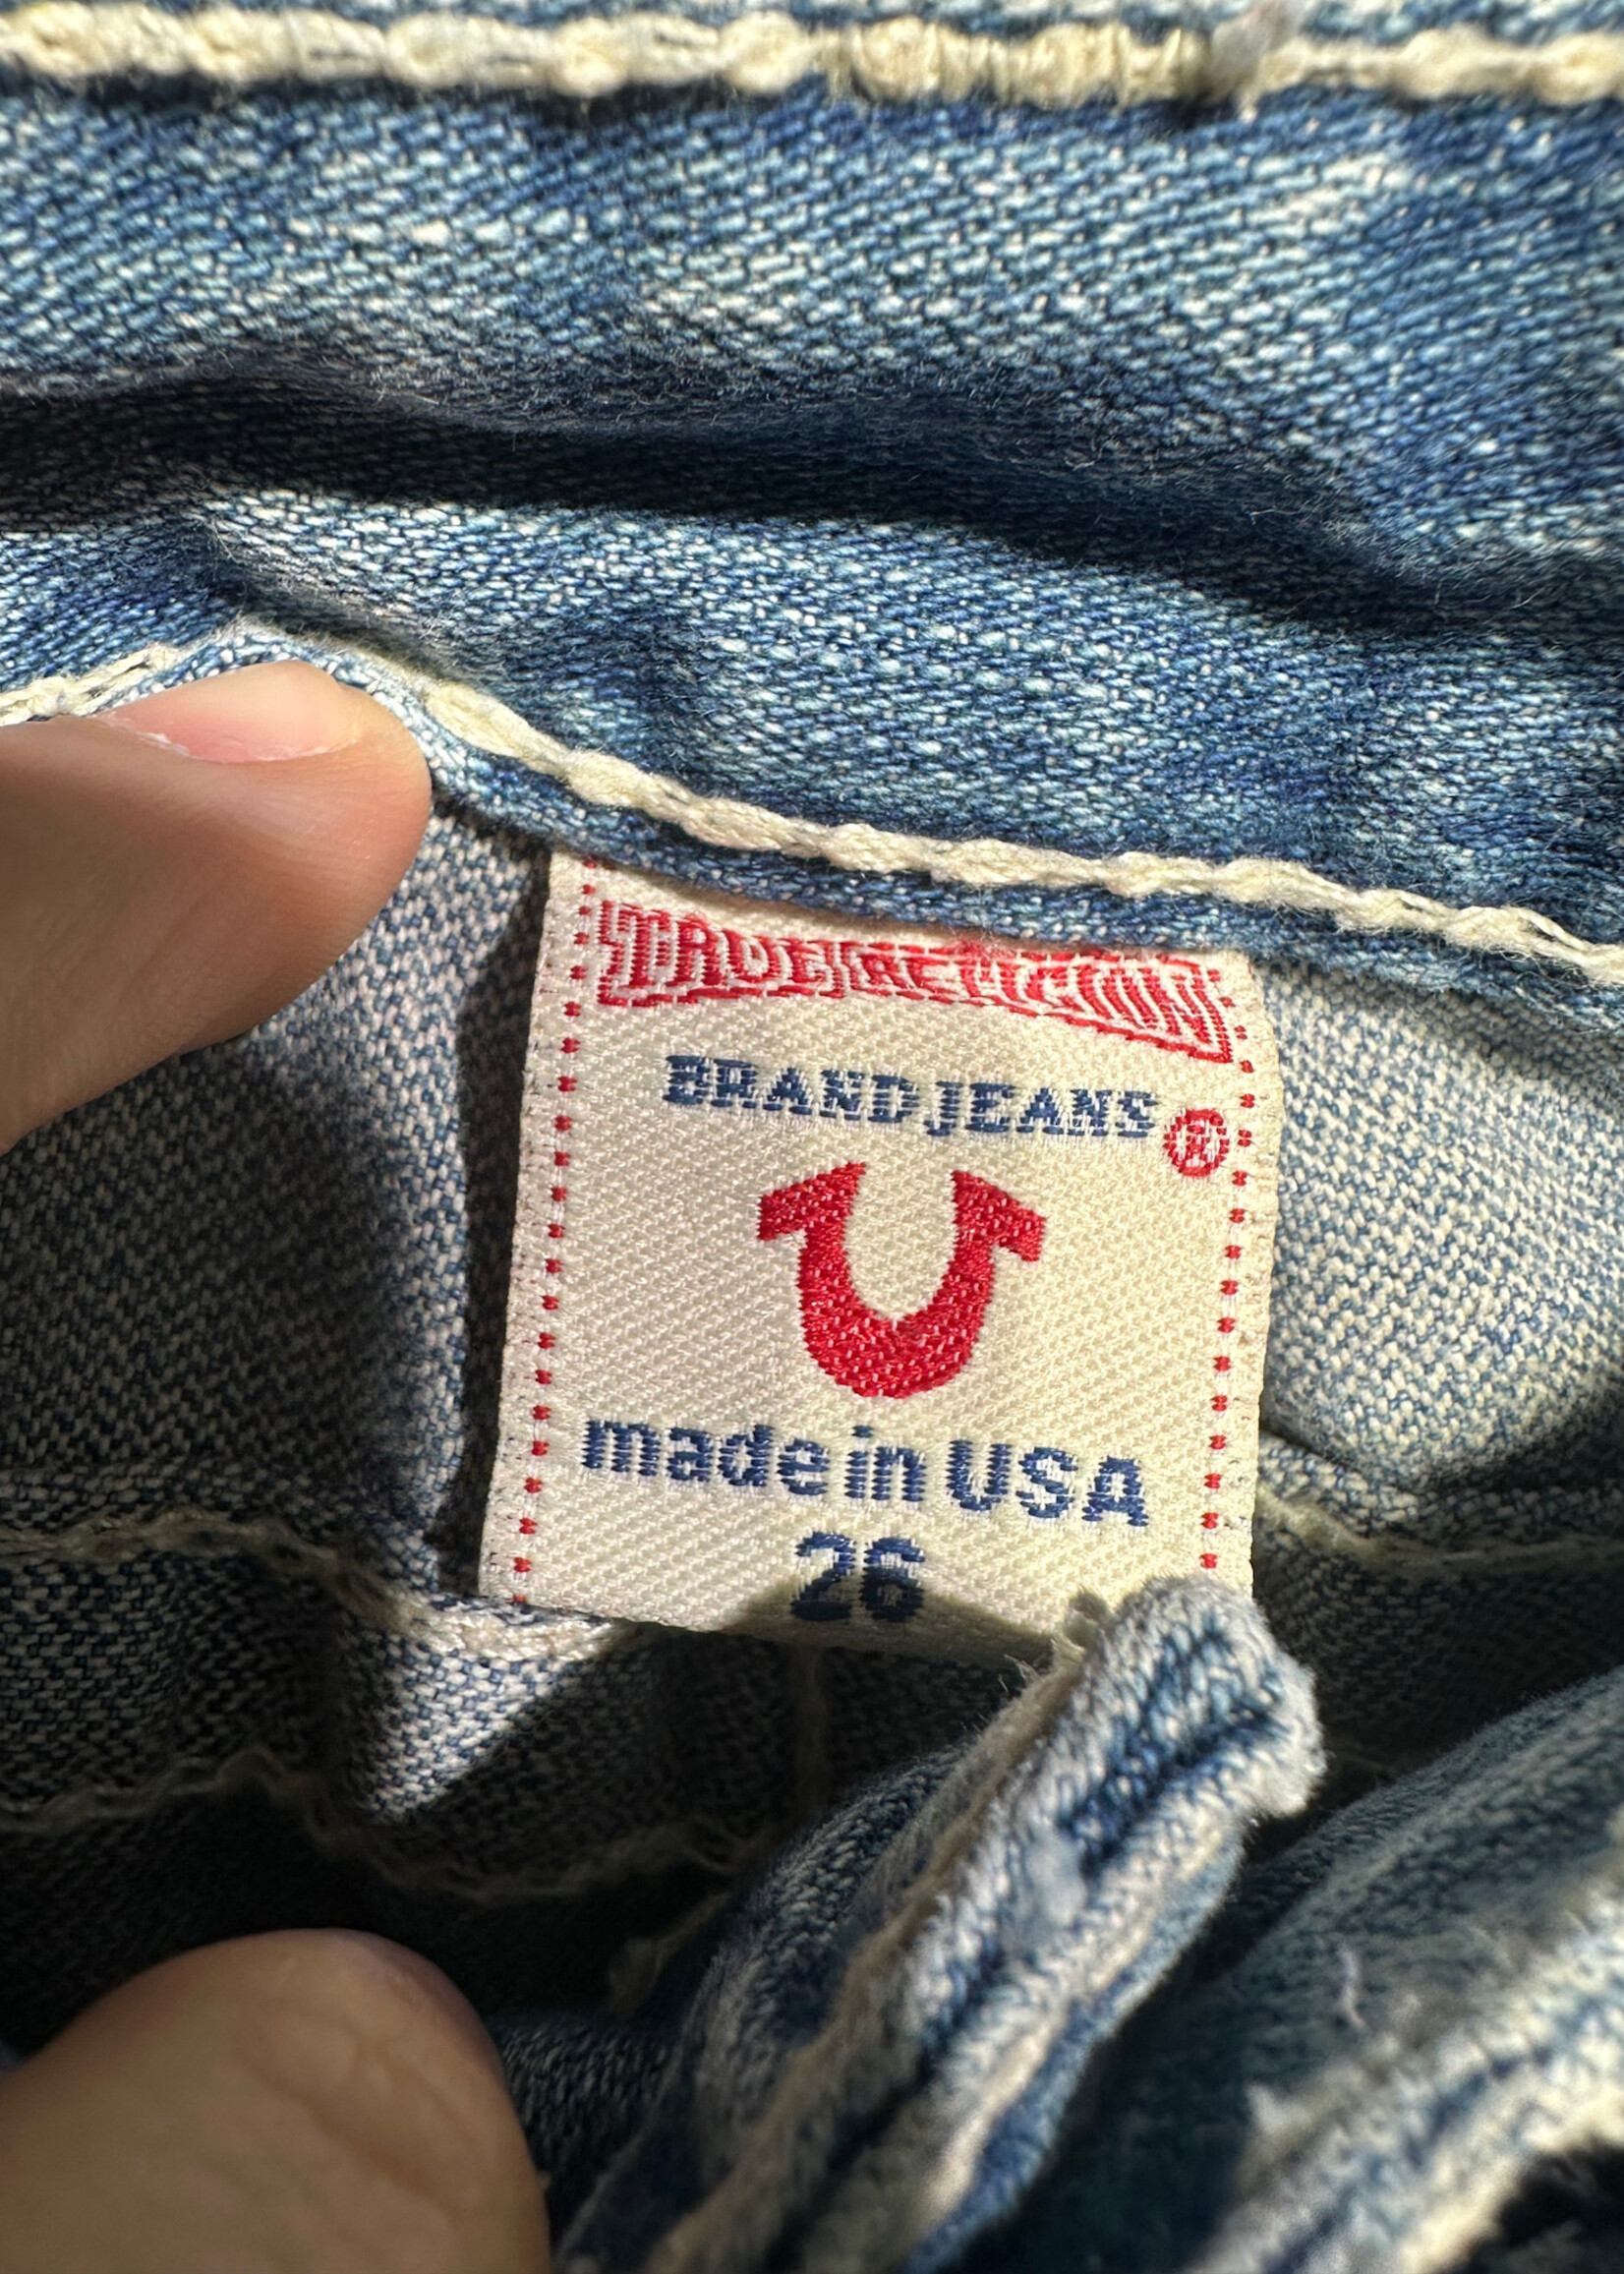 TRUE RELIGION
BRAND JEANS ®
made in USA
26